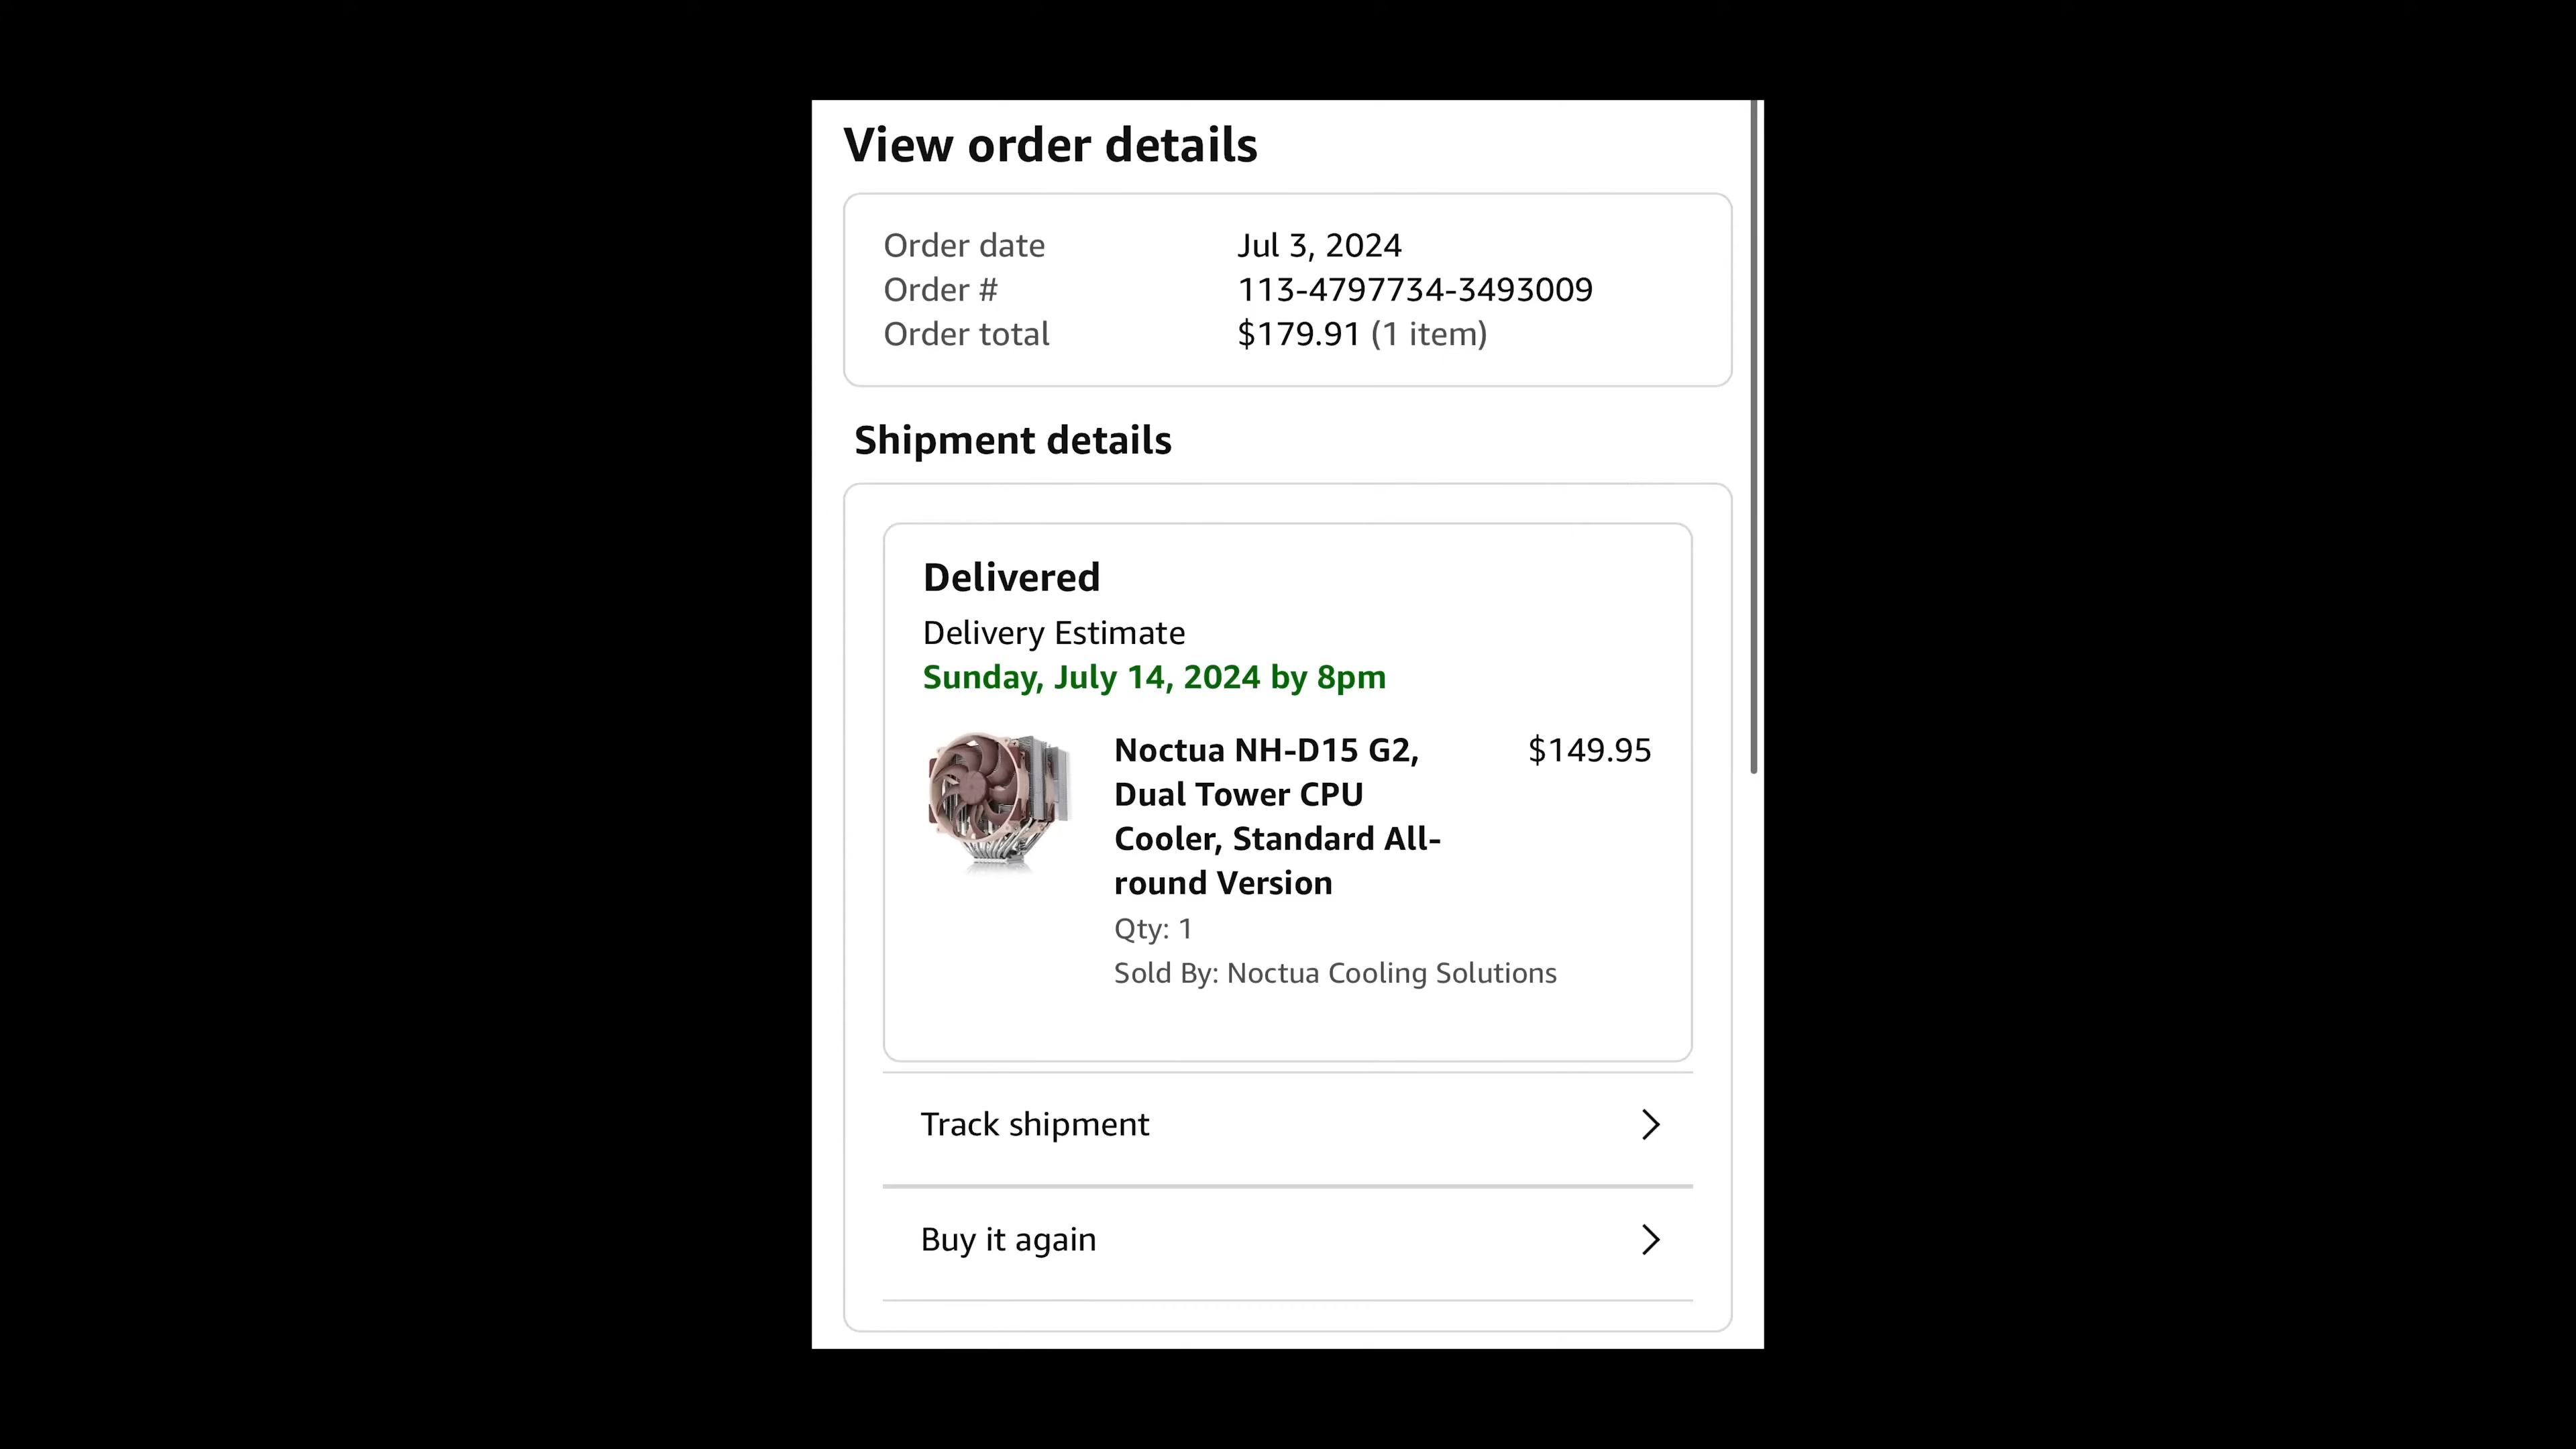 View order details
Order date Jul 3, 2024
Order # 113-4797734-3493009
Order total $179.91 (1 item)
Shipment details
Delivered
Delivery Estimate
Sunday, July 14, 2024 by 8pm
Noctua NH-D15 G2, $149.95
Dual Tower CPU
Cooler, Standard All-
round Version
Qty: 1
Sold By: Noctua Cooling Solutions
Track shipment
Buy it again